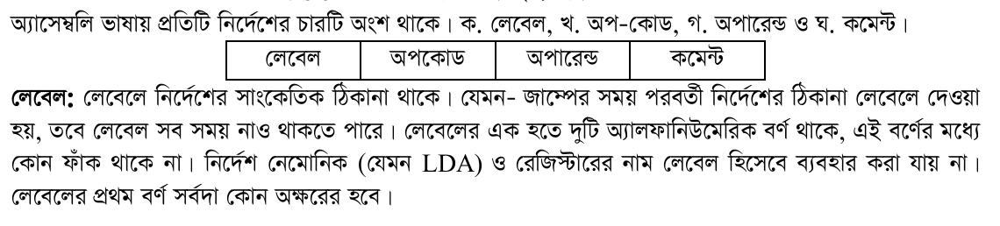 অ্যাসেম্বলি ভাষায় প্রতিটি নির্দেশের চারটি অংশ থাকে। ক. লেবেল, খ. অপ-কোড, গ. অপারেন্ড ও ঘ. কমেন্ট।
লেবেল অপকোড অপারেন্ড কমেন্ট
লেবেল: লেবেলে নির্দেশের সাংকেতিক ঠিকানা থাকে। যেমন- জাম্পের সময় পরবর্তী নির্দেশের ঠিকানা লেবেলে দেওয়া
হয়, তবে লেবেল সব সময় নাও থাকতে পারে। লেবেলের এক হতে দুটি অ্যালফানিউমেরিক বর্ণ থাকে, এই বর্ণের মধ্যে
কোন ফাঁক থাকে না। নির্দেশ নেমোনিক (যেমন LDA) ও রেজিস্টারের নাম লেবেল হিসেবে ব্যবহার করা যায় না।
লেবেলের প্রথম বর্ণ সর্বদা কোন অক্ষরের হবে।